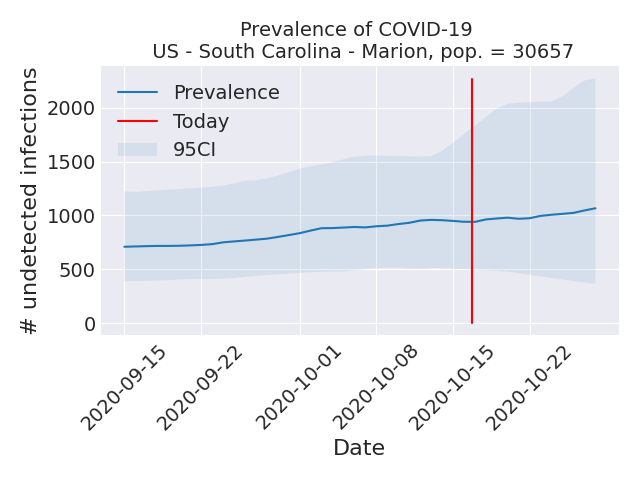 Prevalence of COVID-19
US - South Carolina - Marion, pop. = 30657
# undetected infections
2000
1500
1000
500
0
Prevalence
Today
95CI
2020-09-15
2020-09-22
2020-10-01
2020-10-08
2020-10-15
2020-10-22
Date